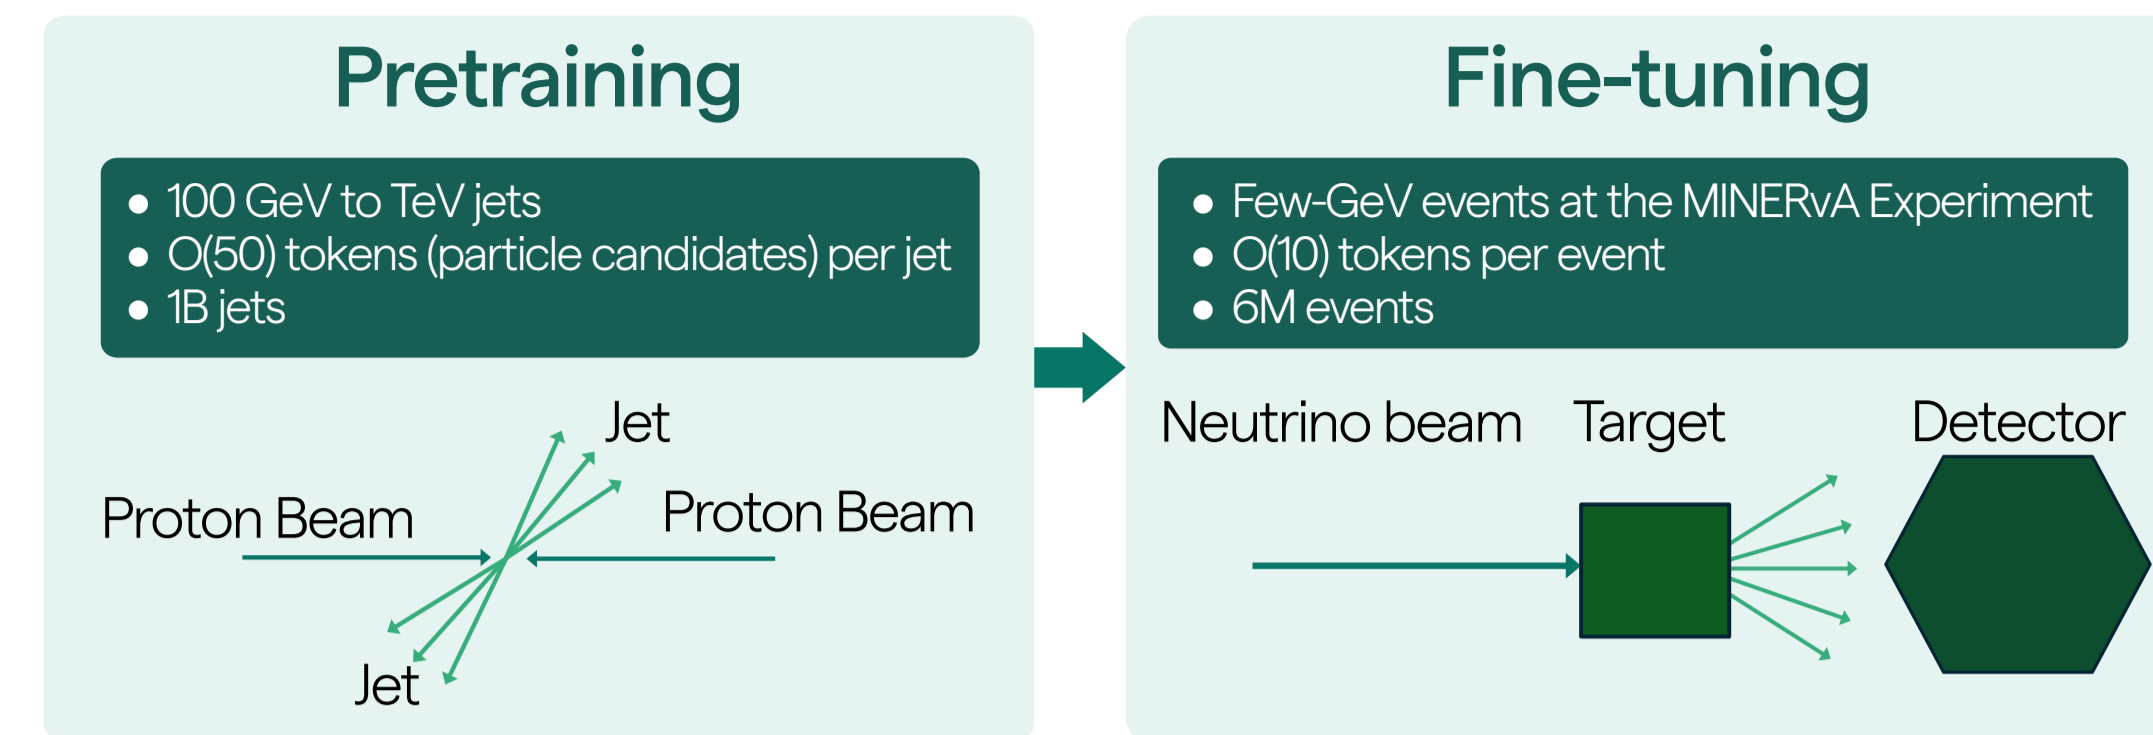 Pretraining
• 100 GeV to TeV jets
• O(50) tokens (particle candidates) per jet
• 1B jets
Jet
Proton Beam
Proton Beam
Jet
Fine-tuning
• Few-GeV events at the MINERvA Experiment
• O(10) tokens per event
• 6M events
Neutrino beam
Target
Detector